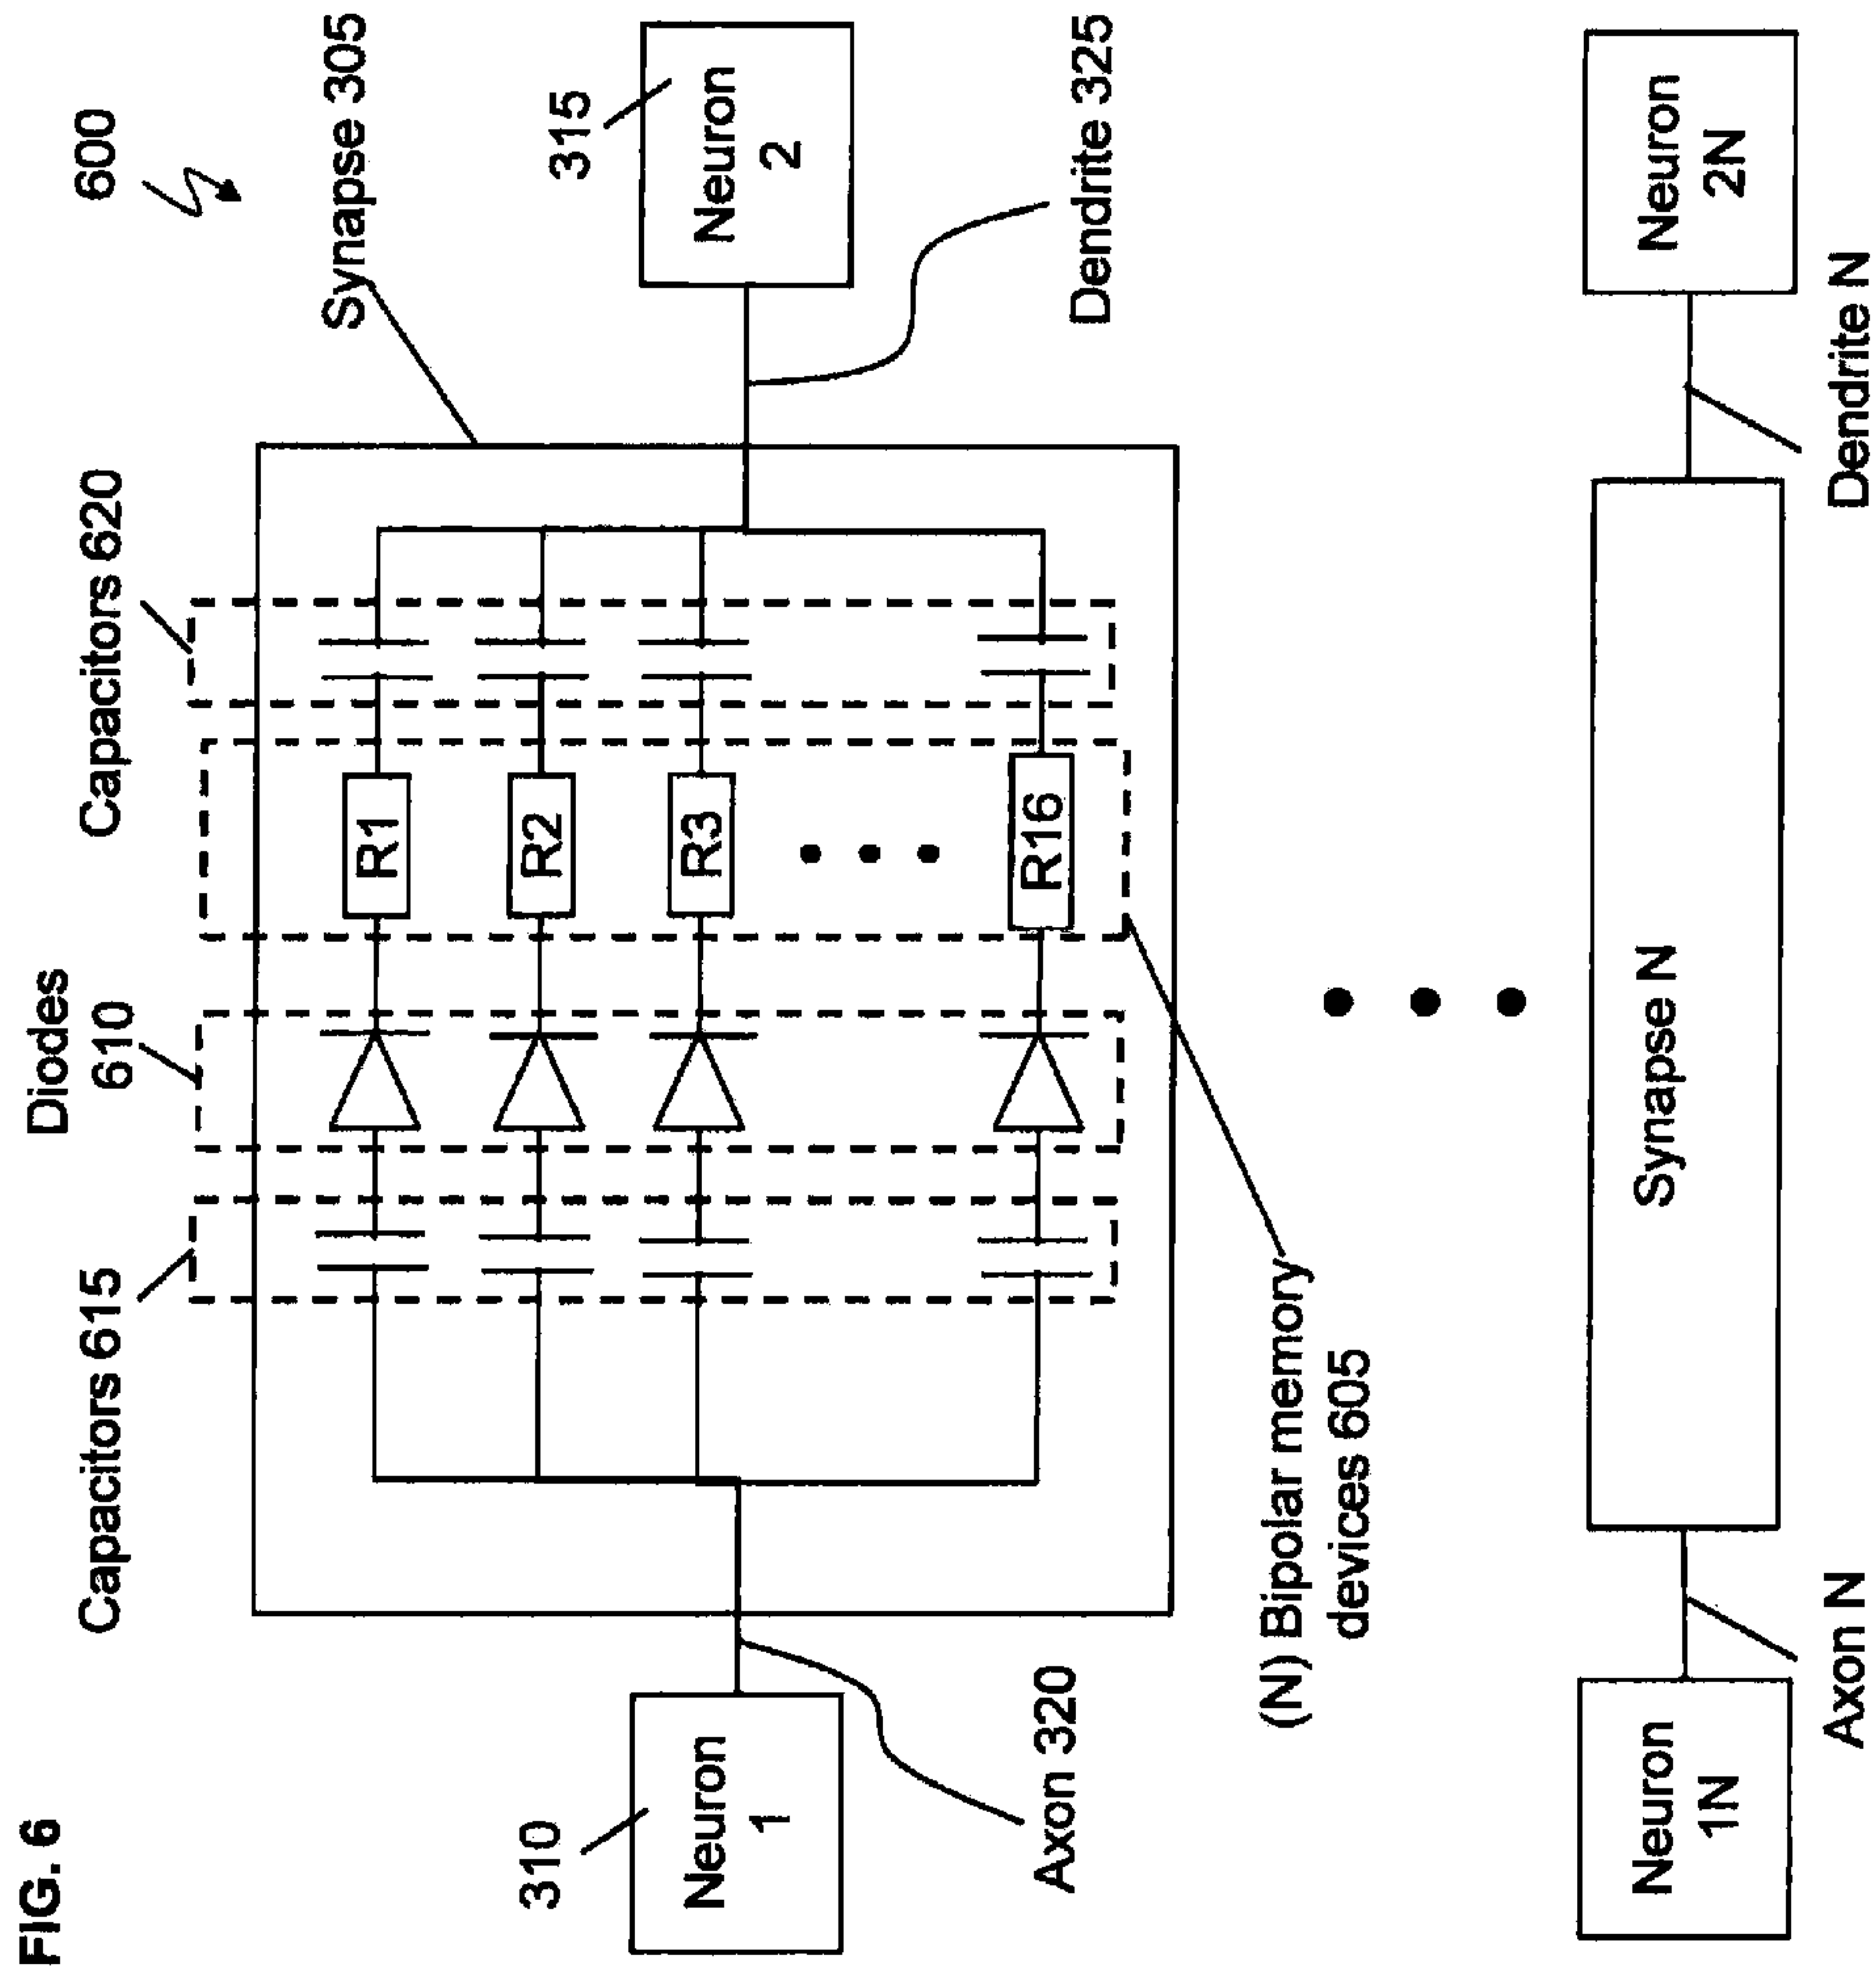 FIG. 6
600
Capacitors 615
Diodes
610
Capacitors 620
Synapse 305
310
Neuron
1
R1
R2
R3
R16
315
Neuron
2
Axon 320
Dendrite 325
(N) Bipolar memory
devices 605
Neuron
1N
Synapse N
Neuron
2N
Axon N
Dendrite N